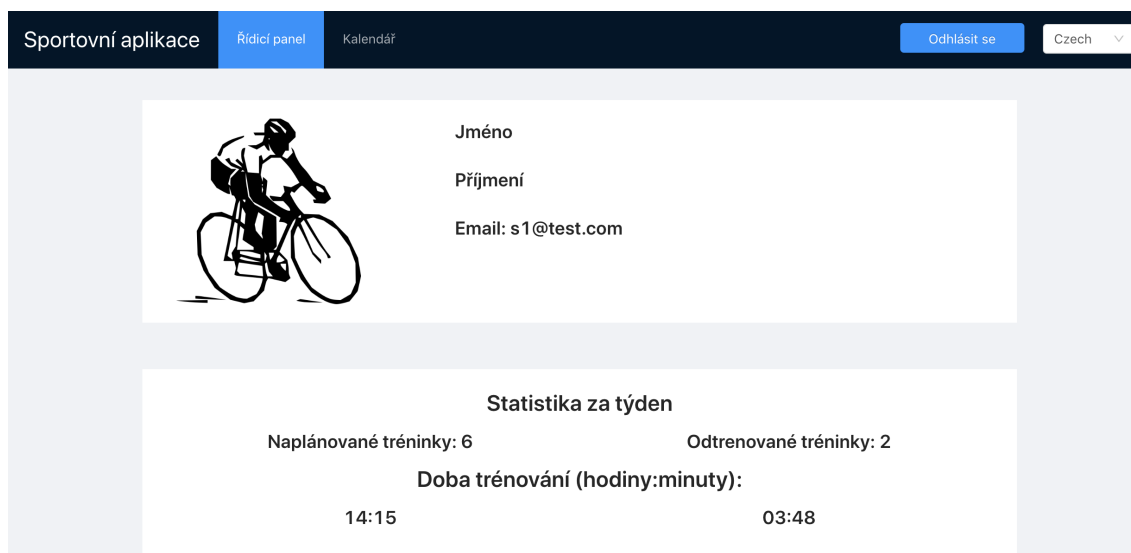 Sportovní aplikace Řídicí panel Kalendář Odhlásit se Czech
Jméno
Příjmení
Email: s1@test.com
Statistika za týden
Naplánované tréninky: 6 Odtrenované tréninky: 2
Doba trénování (hodiny:minuty):
14:15 03:48